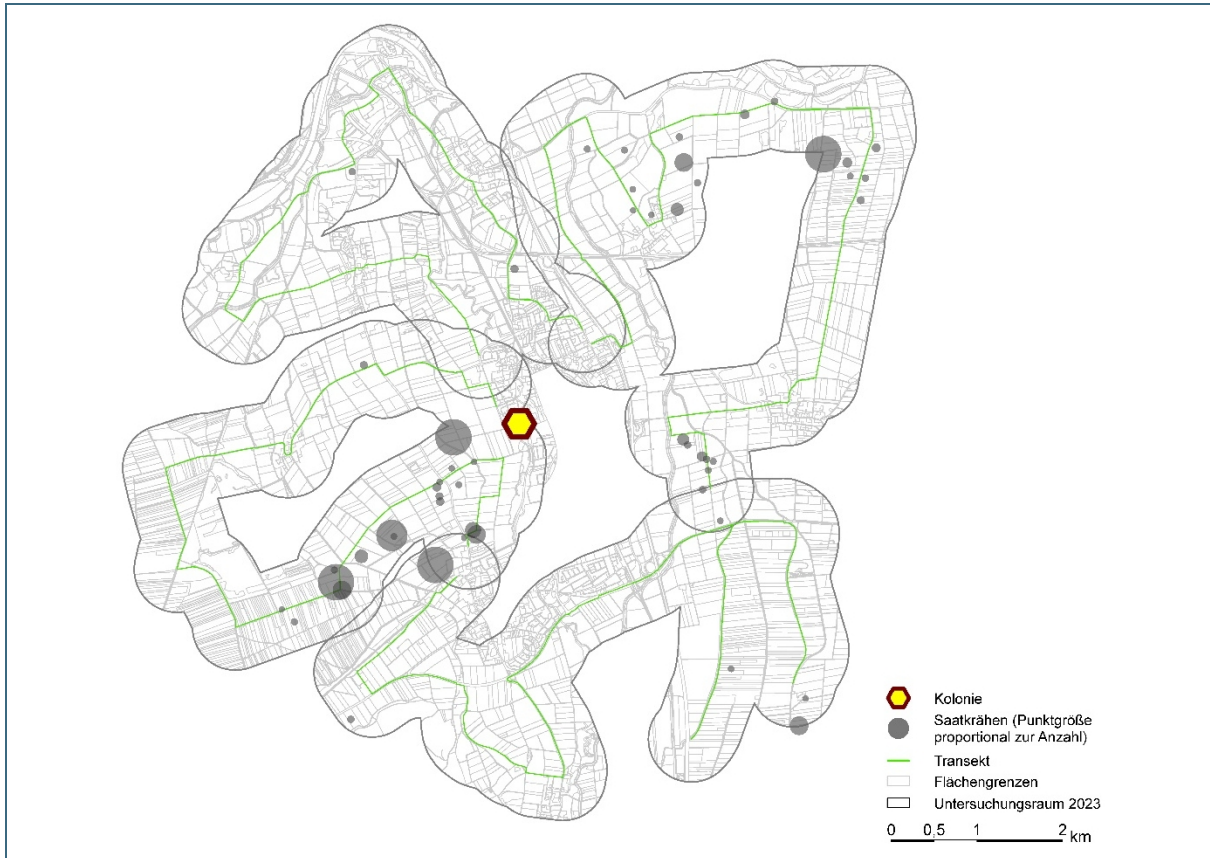 Kolonie
Saatkrähen (Punktgröße
proportional zur Anzahl)
Transekt
Flächengrenzen
Untersuchungsraum 2023
0 0,5 1 2 km